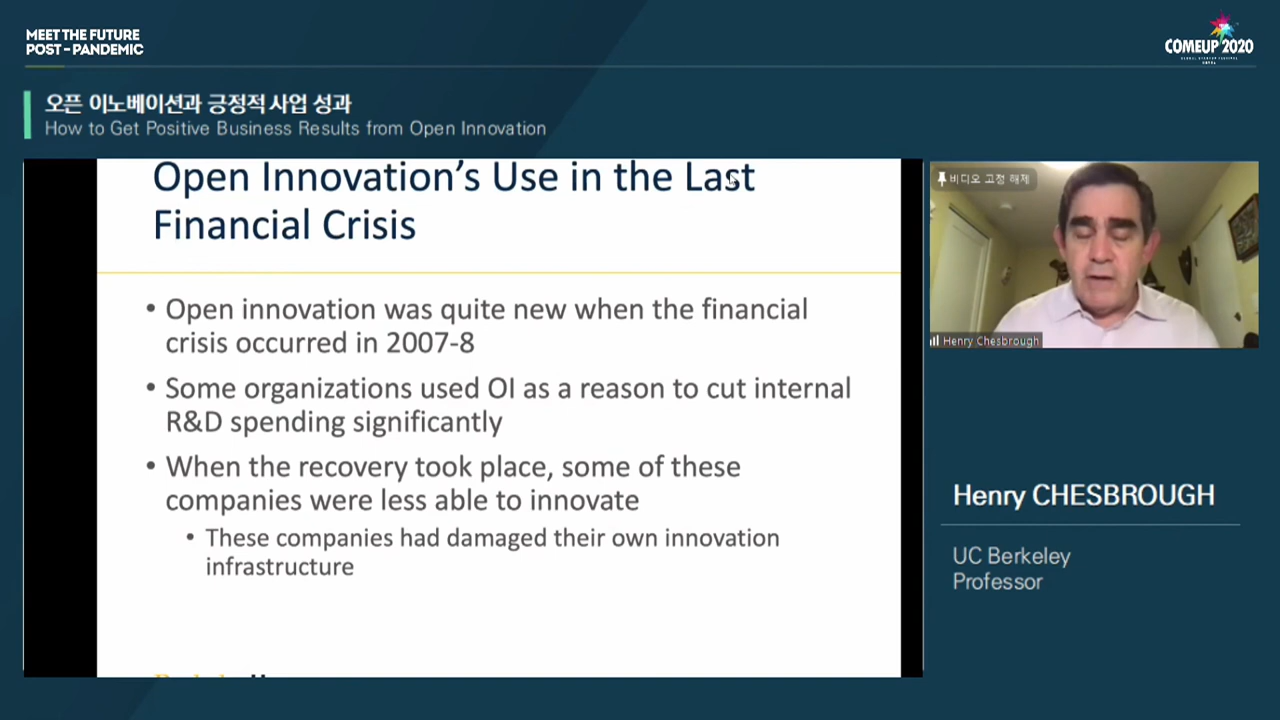 MEET THE FUTURE
POST-PANDEMIC
COMEUP 2020
오픈 이노베이션과 긍정적 사업 성과
How to Get Positive Business Results from Open Innovation
Open Innovation's Use in the Last
Financial Crisis
• Open innovation was quite new when the financial
crisis occurred in 2007-8
• Some organizations used OI as a reason to cut internal
R&D spending significantly
• When the recovery took place, some of these
companies were less able to innovate
• These companies had damaged their own innovation
infrastructure
비디오 고정 해제
Henry Chesbrough
Henry CHESBROUGH
UC Berkeley
Professor